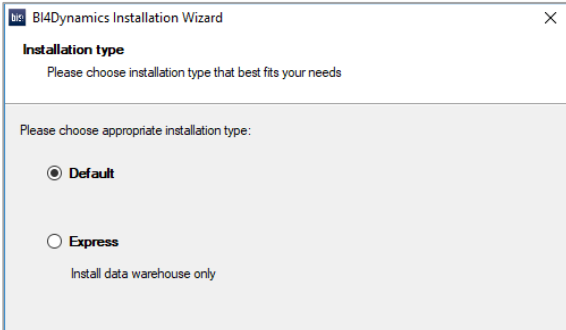 bi4 BI4Dynamics Installation Wizard
Installation type
Please choose installation type that best fits your needs
Please choose appropriate installation type:
Default
Express
Install data warehouse only